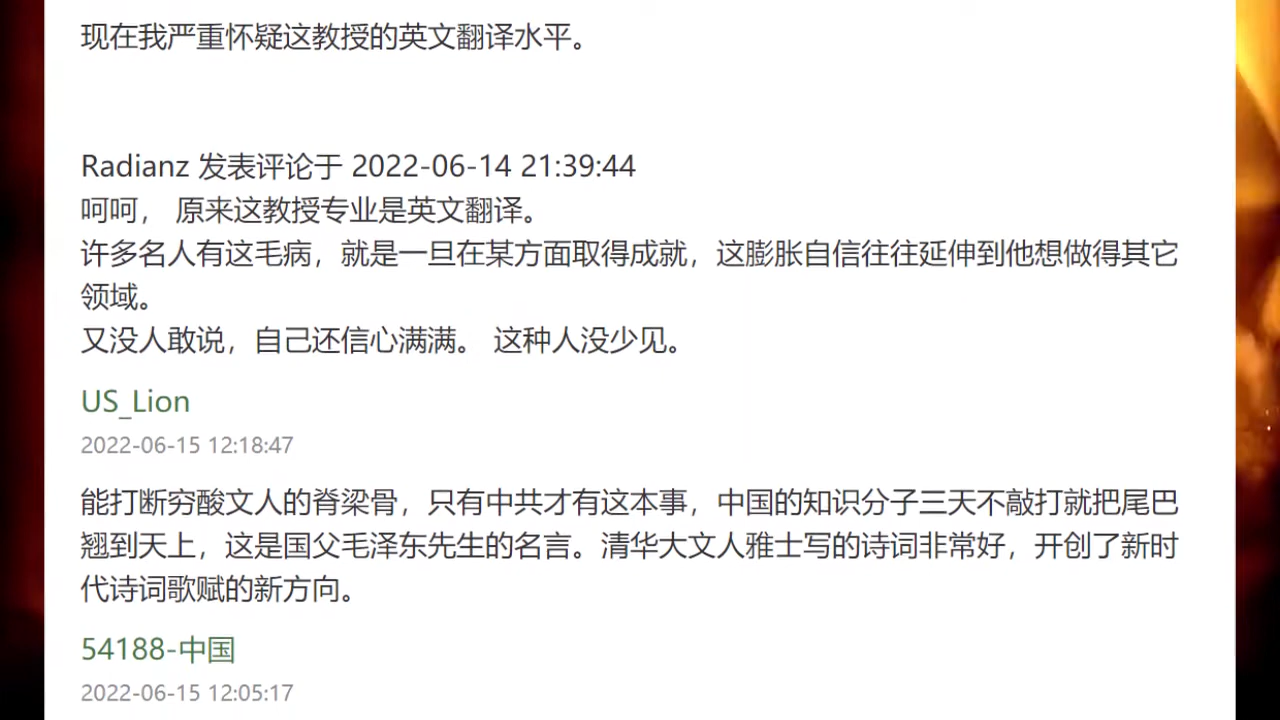 现在我严重怀疑这教授的英文翻译水平。
Radianz 发表评论于 2022-06-14 21:39:44
呵呵， 原来这教授专业是英文翻译。
许多名人有这毛病，就是一旦在某方面取得成就，这膨胀自信往往延伸到他想做得其它
领域。
又没人敢说，自己还信心满满。 这种人没少见。
US_Lion
2022-06-15 12:18:47
能打断穷酸文人的脊梁骨，只有中共才有这本事，中国的知识分子三天不敲打就把尾巴
翘到天上，这是国父毛泽东先生的名言。清华大文人雅士写的诗词非常好，开创了新时
代诗词歌赋的新方向。
54188-中国
2022-06-15 12:05:17